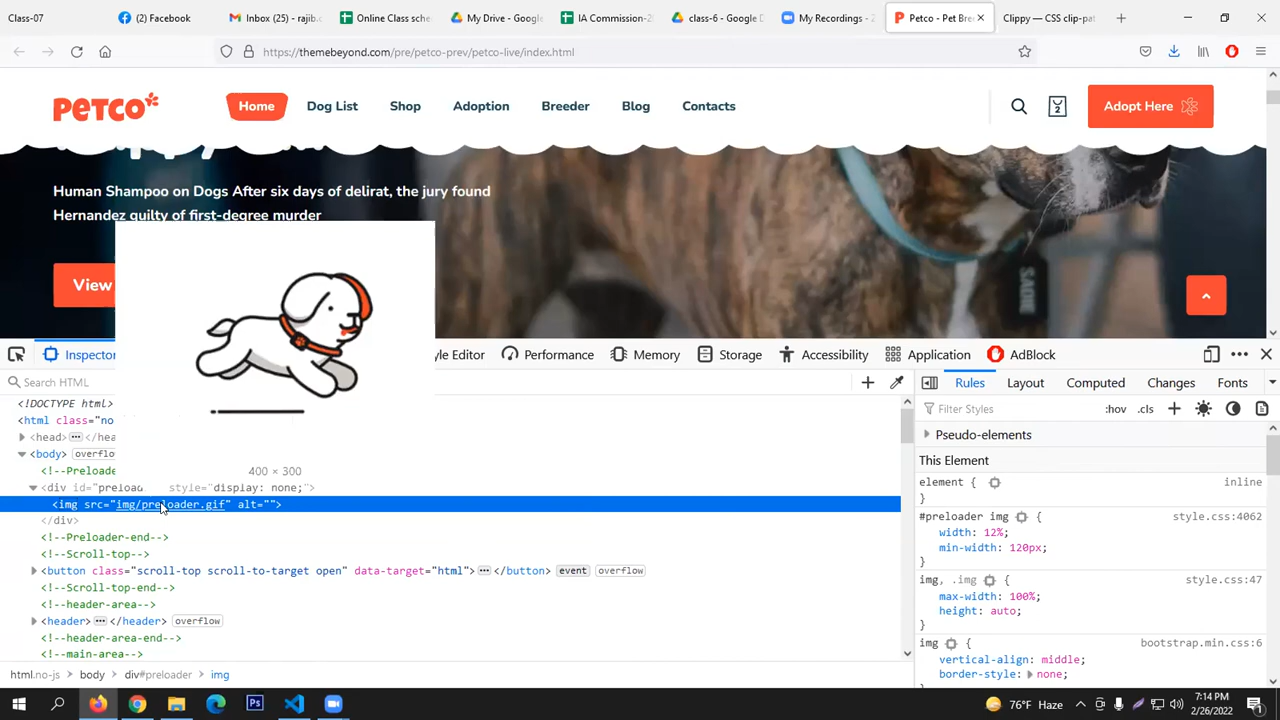 Class-07
(2) Facebook
Inbox (25) - rajib.
Online Class sche
My Drive - Google
IA Commission-2
class-6 - Google D
My Recordings - Z
Petco - Pet Bre
Clippy — CSS clip-pat
https://themebeyond.com/pre/petco-prev/petco-live/index.html
PETCO
Home
Dog List
Shop
Adoption
Breeder
Blog
Contacts
2
Adopt Here
Human Shampoo on Dogs After six days of delirat, the jury found
Hernandez guilty of first-degree murder
View
SADIE
Inspector
yle Editor
Performance
Memory
Storage
Accessibility
Application
AdBlock
Search HTML
Rules
Layout
Computed
Changes
Fonts
Filter Styles
:hov
.cls
<!DOCTYPE html>
<html class="no
<head>
</hea
<body>
overflo
<!--Preloade
400 × 300
<div id="preloa
style="display: none;">
<img src="img/preloader.gif" alt="">
</div>
<!--Preloader-end-->
<!--Scroll-top-->
<button class="scroll-top scroll-to-target open" data-target="html"> </button> event overflow
<!--Scroll-top-end-->
<!--header-area-->
<header> </header> overflow
<!--header-area-end-->
<!--main-area-->
Pseudo-elements
This Element
element {
inline
}
#preloader img {
style.css:4062
width: 12%;
min-width: 120px;
}
img, .img {
style.css:47
max-width: 100%;
height: auto;
}
img {
bootstrap.min.css:6
vertical-align: middle;
border-style: none;
html.no-js
body
div#preloader
img
76°F Haze
7:14 PM
2/26/2022